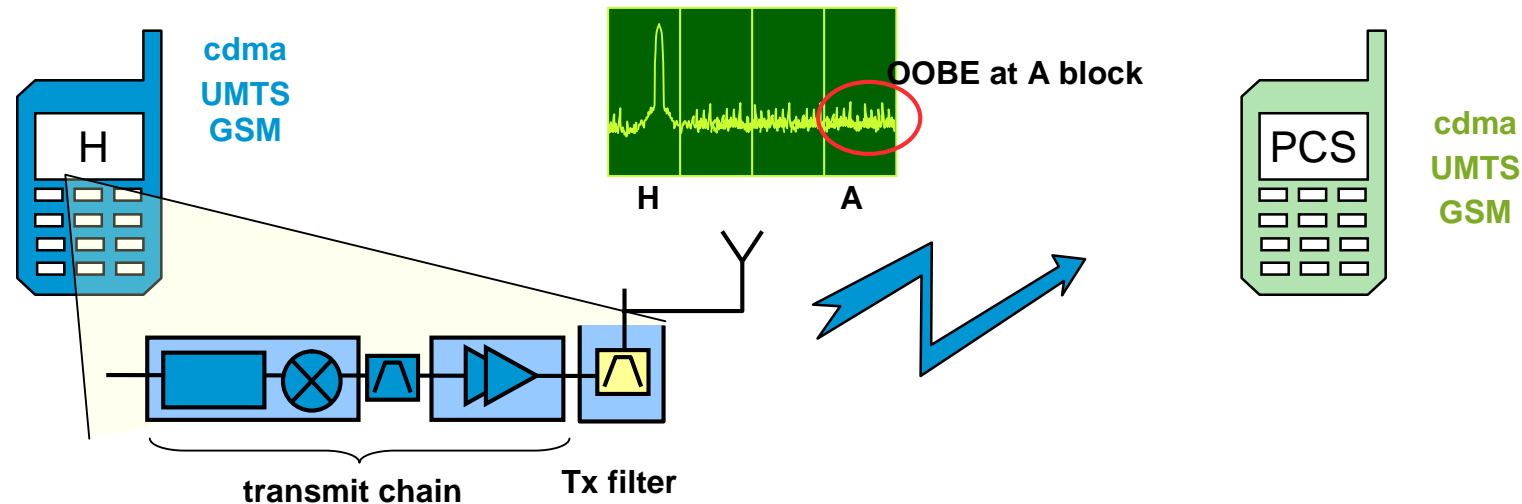 cdma
UMTS
GSM
H
OOBE at A block
H
A
PCS
cdma
UMTS
GSM
transmit chain
Tx filter